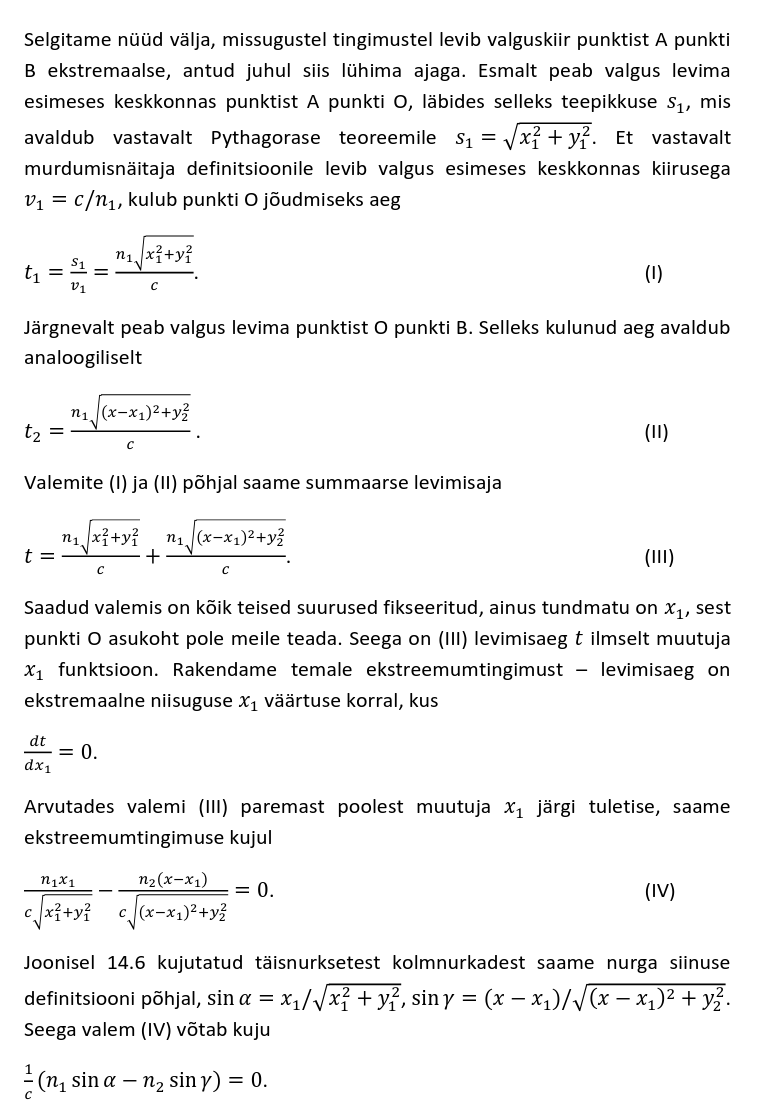 Selgitame nüüd välja, missugustel tingimustel levib valguskiir punktist A punkti
B ekstremaalse, antud juhul siis lühima ajaga. Esmalt peab valgus levima
esimeses keskkonnas punktist A punkti O, läbides selleks teepikkuse $s_1$, mis
avaldub vastavalt Pythagorase teoreemile $s_1 = \sqrt{x_1^2 + y_1^2}$. Et vastavalt
murdumisnäitaja definitsioonile levib valgus esimeses keskkonnas kiirusega
$v_1 = c/n_1$, kulub punkti O jõudmiseks aeg
$t_1 = \frac{s_1}{v_1} = \frac{n_1\sqrt{x_1^2+y_1^2}}{c}$. (I)
Järgnevalt peab valgus levima punktist O punkti B. Selleks kulunud aeg avaldub
analoogiliselt
$t_2 = \frac{n_1\sqrt{(x-x_1)^2+y_2^2}}{c}$ . (II)
Valemite (I) ja (II) põhjal saame summaarse levimisaja
$t = \frac{n_1\sqrt{x_1^2+y_1^2}}{c} + \frac{n_1\sqrt{(x-x_1)^2+y_2^2}}{c}$. (III)
Saadud valemis on kõik teised suurused fikseeritud, ainus tundmatu on $x_1$, sest
punkti O asukoht pole meile teada. Seega on (III) levimisaeg $t$ ilmselt muutuja
$x_1$ funktsioon. Rakendame temale ekstreemumtingimust – levimisaeg on
ekstremaalne niisuguse $x_1$ väärtuse korral, kus
$\frac{dt}{dx_1} = 0$.
Arvutades valemi (III) paremast poolest muutuja $x_1$ järgi tuletise, saame
ekstreemumtingimuse kujul
$\frac{n_1 x_1}{c\sqrt{x_1^2+y_1^2}} - \frac{n_2(x-x_1)}{c\sqrt{(x-x_1)^2+y_2^2}} = 0$. (IV)
Joonisel 14.6 kujutatud täisnurksetest kolmnurkadest saame nurga siinuse
definitsiooni põhjal, $\sin \alpha = x_1/\sqrt{x_1^2 + y_1^2}$, $\sin \gamma = (x - x_1)/\sqrt{(x - x_1)^2 + y_2^2}$.
Seega valem (IV) võtab kuju
$\frac{1}{c}(n_1 \sin \alpha - n_2 \sin \gamma) = 0$.